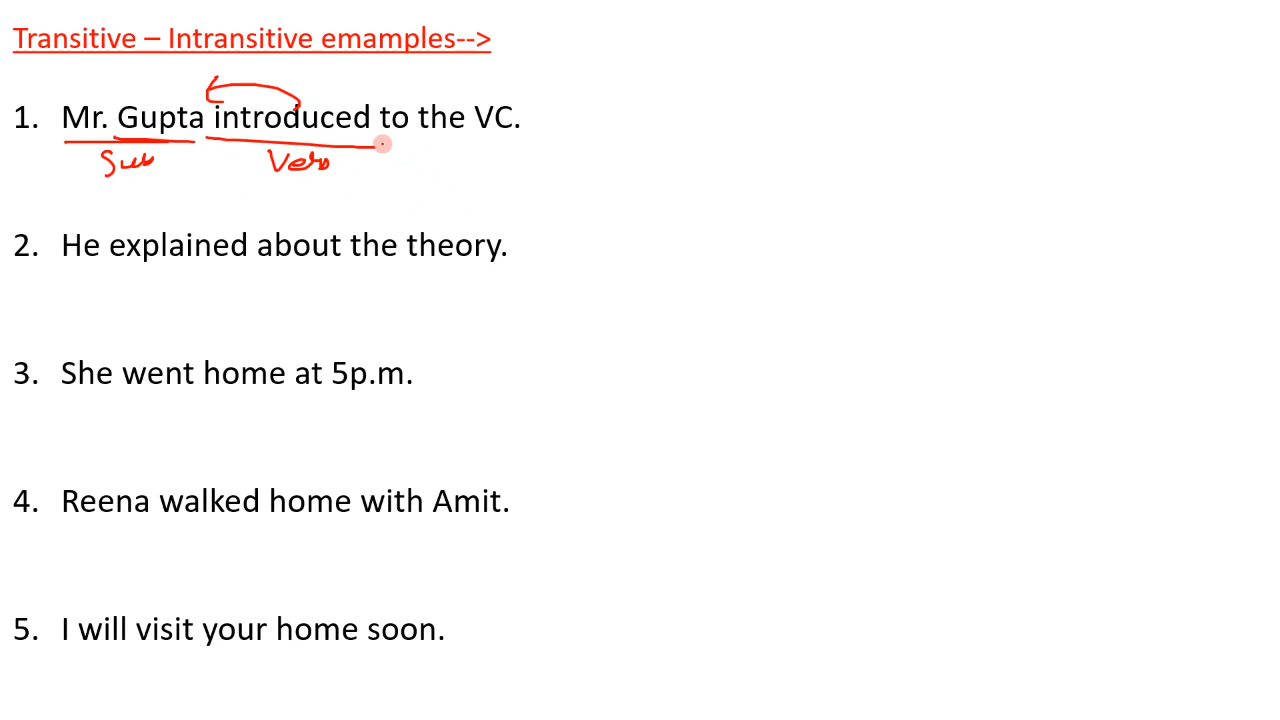 Transitive – Intransitive emamples-->
1. Mr. Gupta introduced to the VC.
Sub Verb
2. He explained about the theory.
3. She went home at 5p.m.
4. Reena walked home with Amit.
5. I will visit your home soon.